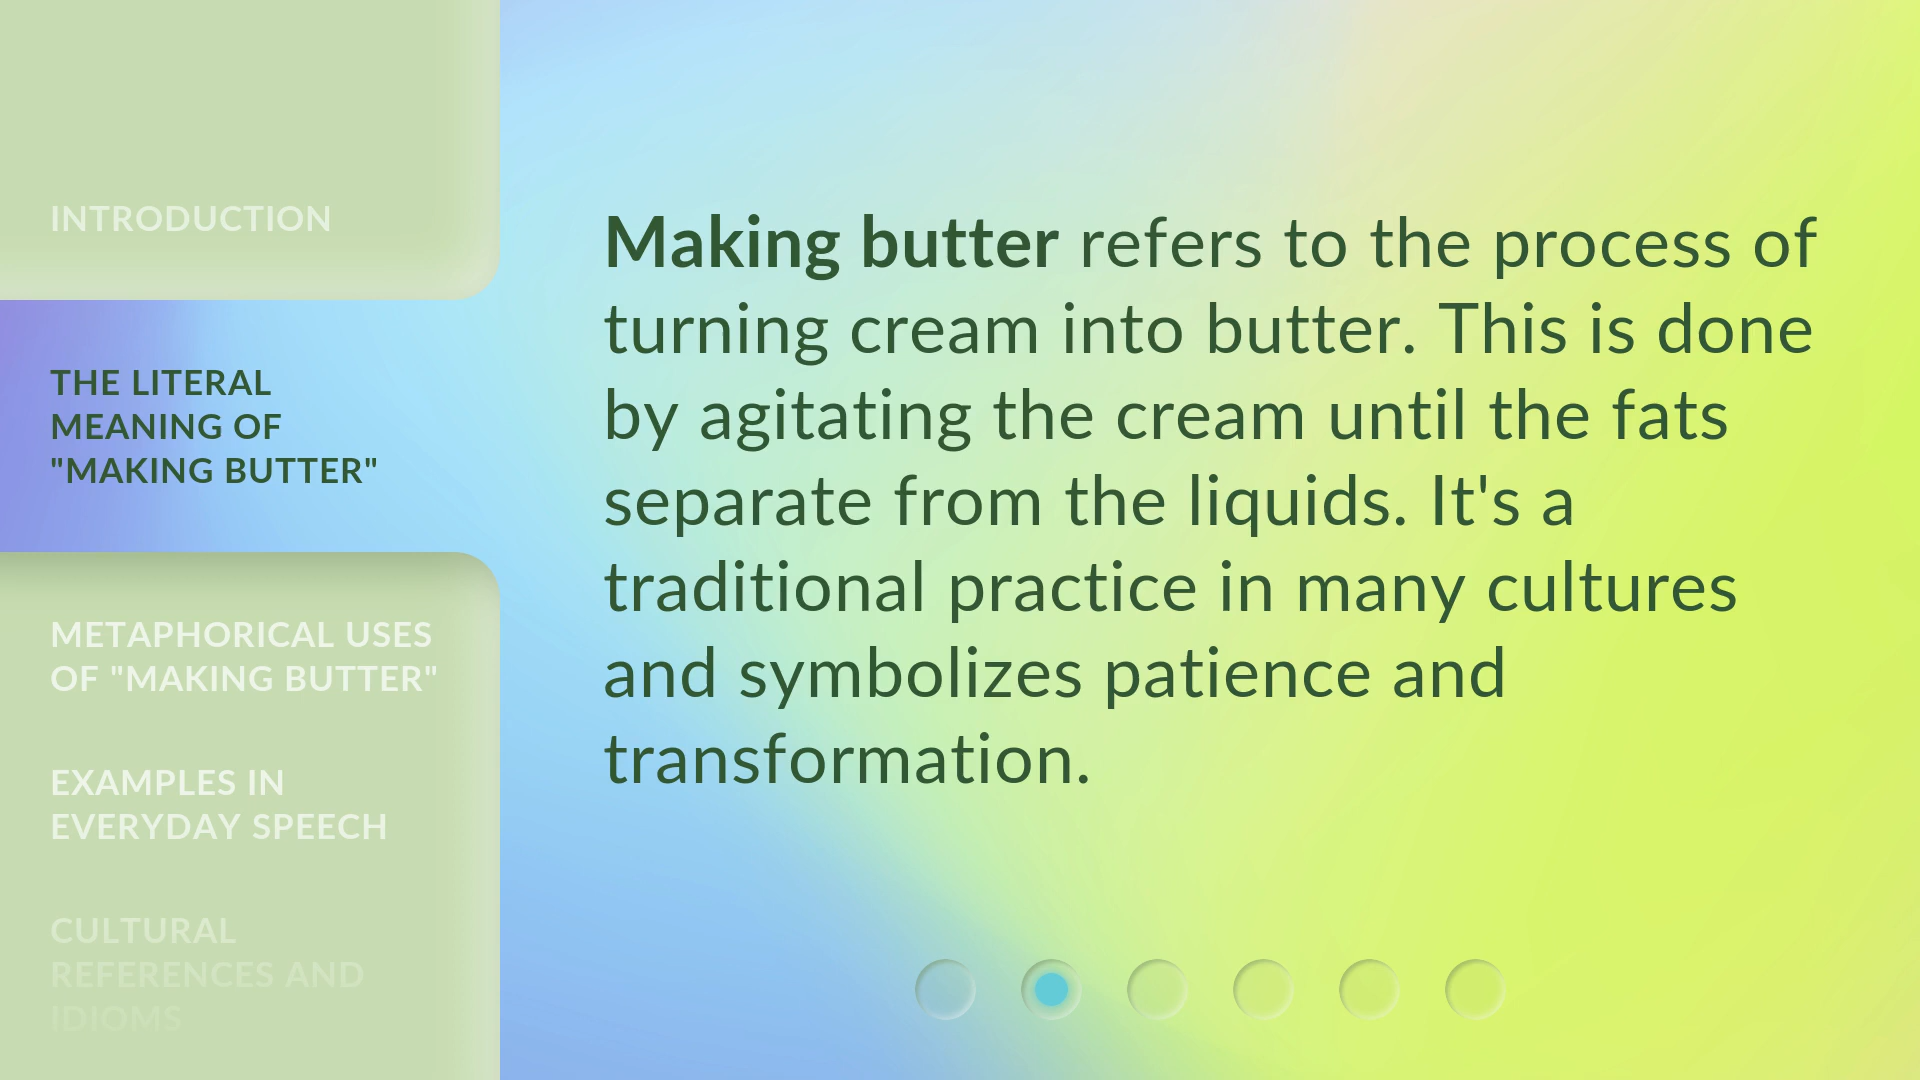 INTRODUCTION
THE LITERAL
MEANING OF
"MAKING BUTTER"
METAPHORICAL USES
OF "MAKING BUTTER"
EXAMPLES IN
EVERYDAY SPEECH
CULTURAL
REFERENCES AND
IDIOMS
Making butter refers to the process of
turning cream into butter. This is done
by agitating the cream until the fats
separate from the liquids. It's a
traditional practice in many cultures
and symbolizes patience and
transformation.